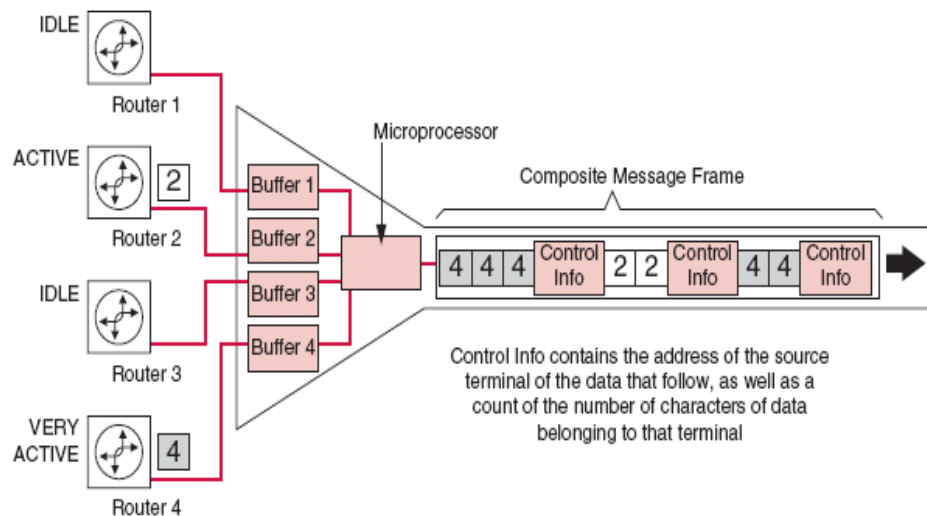 IDLE
Router 1
ACTIVE
2
Router 2
IDLE
Router 3
VERY
ACTIVE
4
Router 4
Buffer 1
Buffer 2
Buffer 3
Buffer 4
Microprocessor
Composite Message Frame
4 4 4 Control Info 2 2 Control Info 4 4 Control Info
Control Info contains the address of the source
terminal of the data that follow, as well as a
count of the number of characters of data
belonging to that terminal